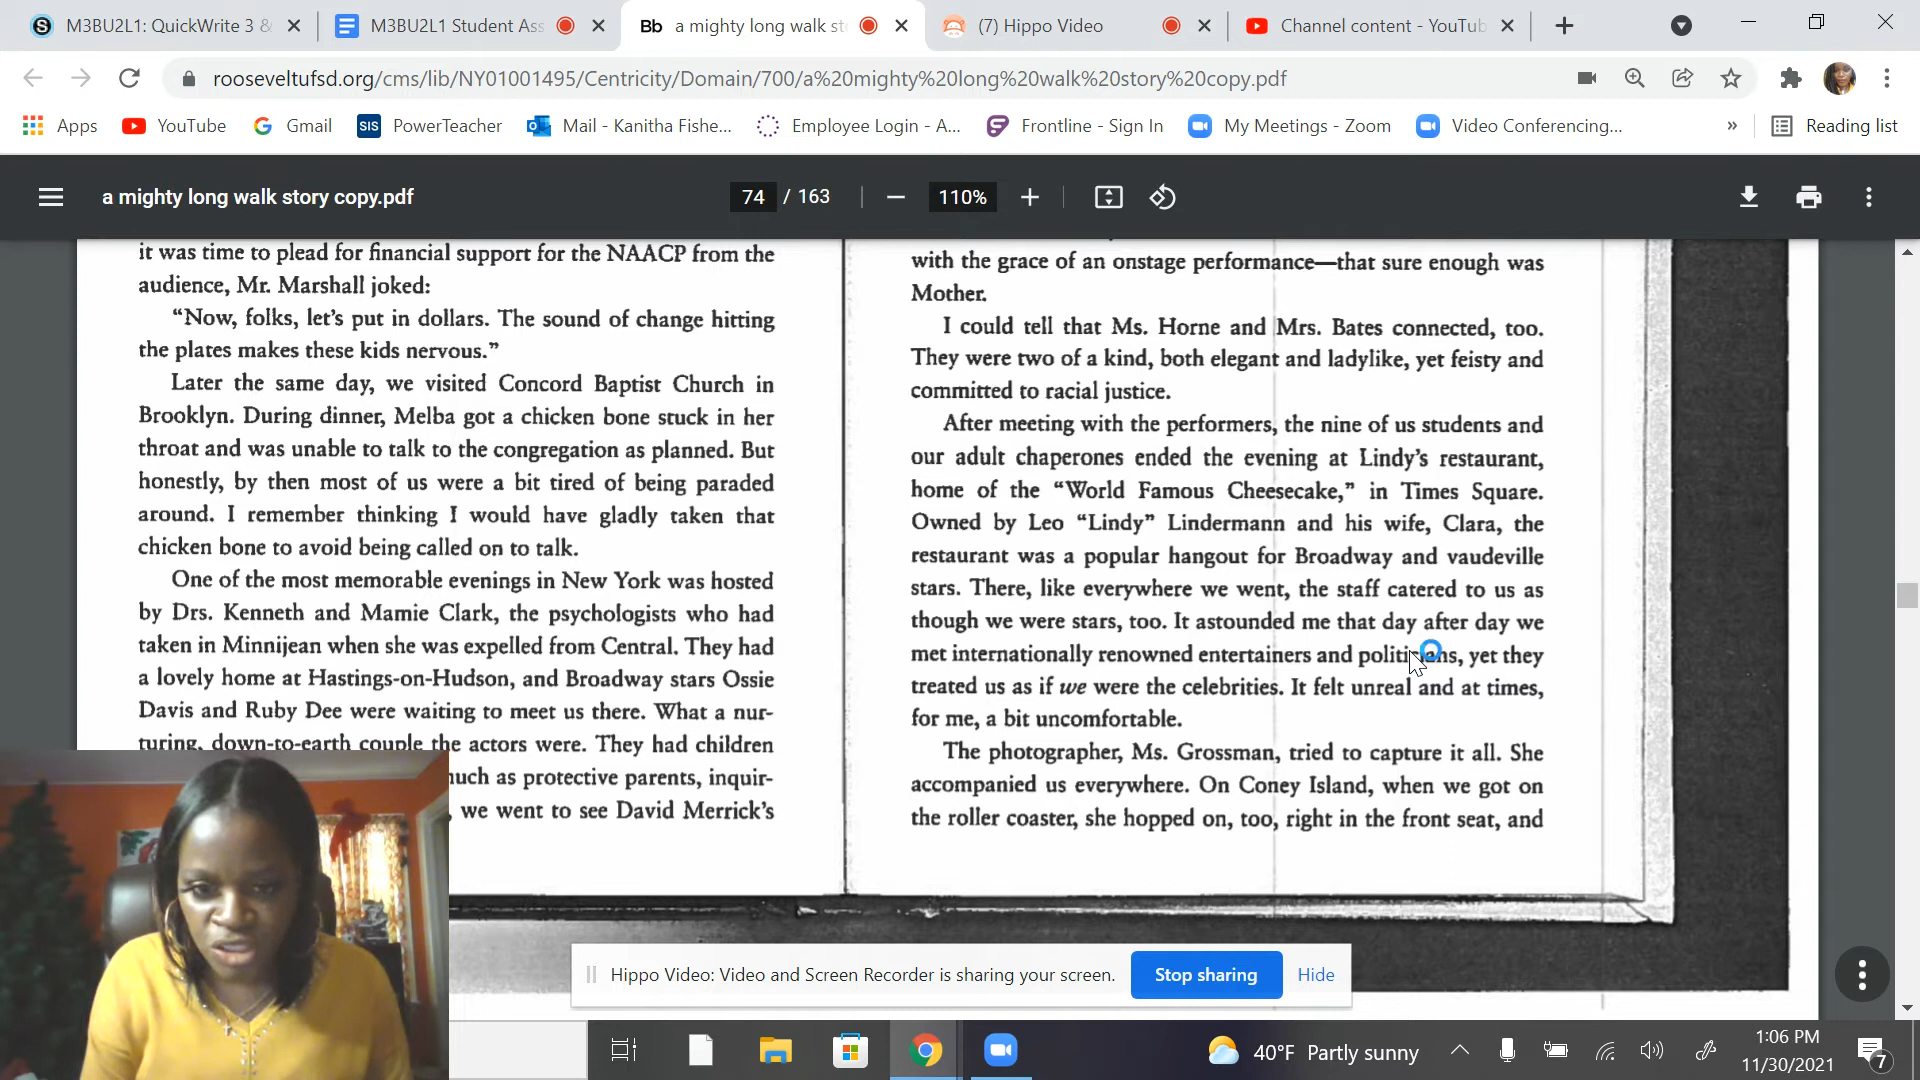 M3BU2L1: QuickWrite 3 &
M3BU2L1 Student Ass
Bb a mighty long walk sto
(7) Hippo Video
Channel content - YouTub
rooseveltufsd.org/cms/lib/NY01001495/Centricity/Domain/700/a%20mighty%20long%20walk%20story%20copy.pdf
Apps YouTube Gmail SIS PowerTeacher Mail - Kanitha Fishe... Employee Login - A... Frontline - Sign In My Meetings - Zoom Video Conferencing... » Reading list
a mighty long walk story copy.pdf
74 / 163
110%
it was time to plead for financial support for the NAACP from the
audience, Mr. Marshall joked:
“Now, folks, let’s put in dollars. The sound of change hitting
the plates makes these kids nervous.”
Later the same day, we visited Concord Baptist Church in
Brooklyn. During dinner, Melba got a chicken bone stuck in her
throat and was unable to talk to the congregation as planned. But
honestly, by then most of us were a bit tired of being paraded
around. I remember thinking I would have gladly taken that
chicken bone to avoid being called on to talk.
One of the most memorable evenings in New York was hosted
by Drs. Kenneth and Mamie Clark, the psychologists who had
taken in Minnijean when she was expelled from Central. They had
a lovely home at Hastings-on-Hudson, and Broadway stars Ossie
Davis and Ruby Dee were waiting to meet us there. What a nur-
turing, down-to-earth couple the actors were. They had children
much as protective parents, inquir-
, we went to see David Merrick’s
with the grace of an onstage performance—that sure enough was
Mother.
I could tell that Ms. Horne and Mrs. Bates connected, too.
They were two of a kind, both elegant and ladylike, yet feisty and
committed to racial justice.
After meeting with the performers, the nine of us students and
our adult chaperones ended the evening at Lindy’s restaurant,
home of the “World Famous Cheesecake,” in Times Square.
Owned by Leo “Lindy” Lindermann and his wife, Clara, the
restaurant was a popular hangout for Broadway and vaudeville
stars. There, like everywhere we went, the staff catered to us as
though we were stars, too. It astounded me that day after day we
met internationally renowned entertainers and politicians, yet they
treated us as if we were the celebrities. It felt unreal and at times,
for me, a bit uncomfortable.
The photographer, Ms. Grossman, tried to capture it all. She
accompanied us everywhere. On Coney Island, when we got on
the roller coaster, she hopped on, too, right in the front seat, and
Hippo Video: Video and Screen Recorder is sharing your screen. Stop sharing Hide
40°F Partly sunny
1:06 PM
11/30/2021
7